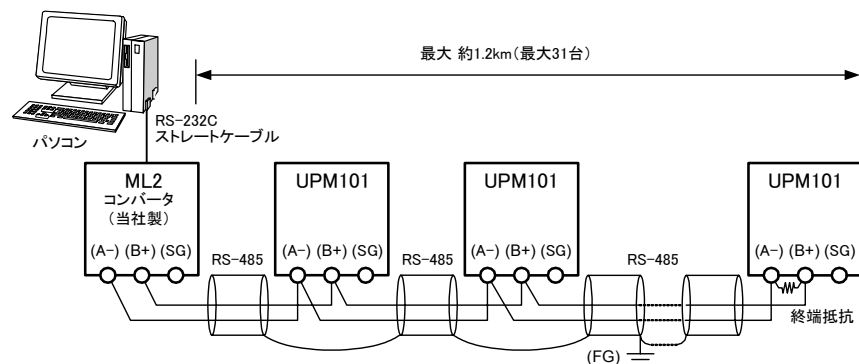 最大 約1.2km(最大31台)
RS-232C
ストレートケーブル
パソコン
ML2
コンバータ
(当社製)
(A-) (B+) (SG)
UPM101
(A-) (B+) (SG)
UPM101
(A-) (B+) (SG)
UPM101
(A-) (B+) (SG)
RS-485
RS-485
RS-485
終端抵抗
(FG)